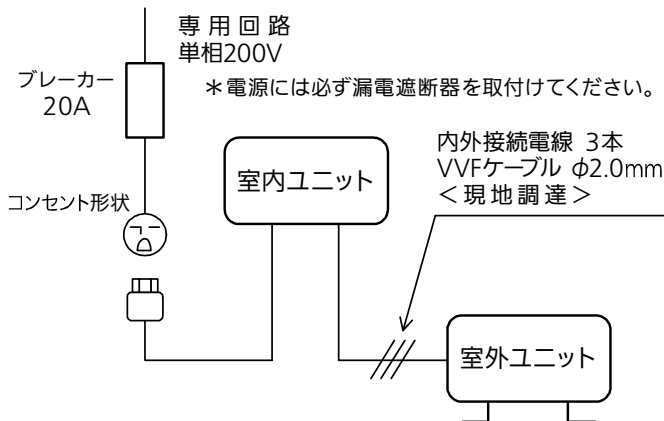 専用回路
単相200V
ブレーカー
20A
＊電源には必ず漏電遮断器を取付けてください。
内外接続電線 3本
VVFケーブル φ2.0mm
＜現地調達＞
室内ユニット
コンセント形状
室外ユニット